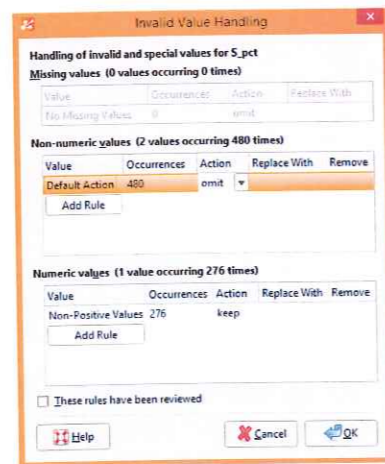 Invalid Value Handling
Handling of invalid and special values for S_pct
Missing values (0 values occurring 0 times)
Value Occurrences Action Replace With
No Missing Values 0 omit
Non-numeric values (2 values occurring 480 times)
Value Occurrences Action Replace With Remove
Default Action 480 omit
Add Rule
Numeric values (1 value occurring 276 times)
Value Occurrences Action Replace With Remove
Non-Positive Values 276 keep
Add Rule
These rules have been reviewed
Help Cancel OK